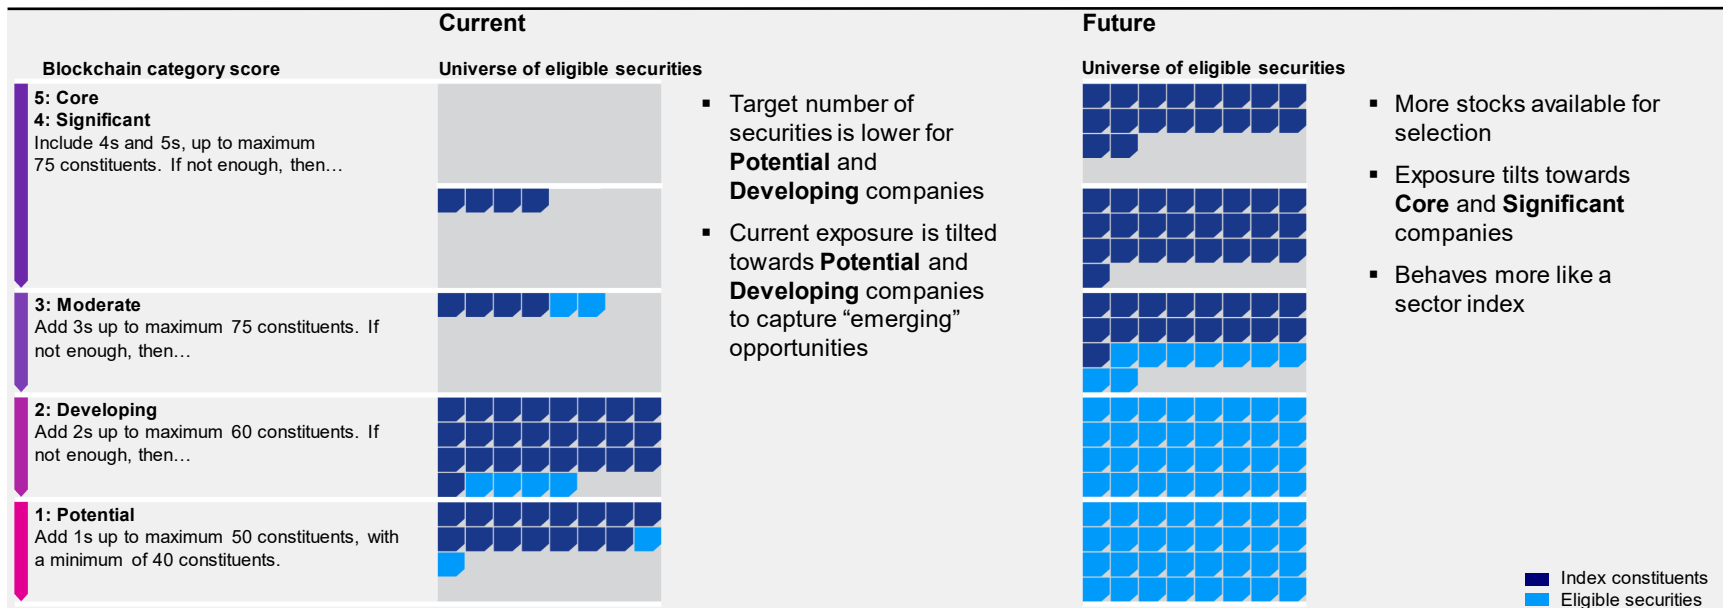 Current
Future
Blockchain category score
Universe of eligible securities
Universe of eligible securities
5: Core
4: Significant
Include 4s and 5s, up to maximum
75 constituents. If not enough, then…
3: Moderate
Add 3s up to maximum 75 constituents. If
not enough, then…
2: Developing
Add 2s up to maximum 60 constituents. If
not enough, then…
1: Potential
Add 1s up to maximum 50 constituents, with
a minimum of 40 constituents.
▪ Target number of
securities is lower for
Potential and
Developing companies
▪ Current exposure is tilted
towards Potential and
Developing companies
to capture “emerging”
opportunities
▪ More stocks available for
selection
▪ Exposure tilts towards
Core and Significant
companies
▪ Behaves more like a
sector index
Index constituents
Eligible securities